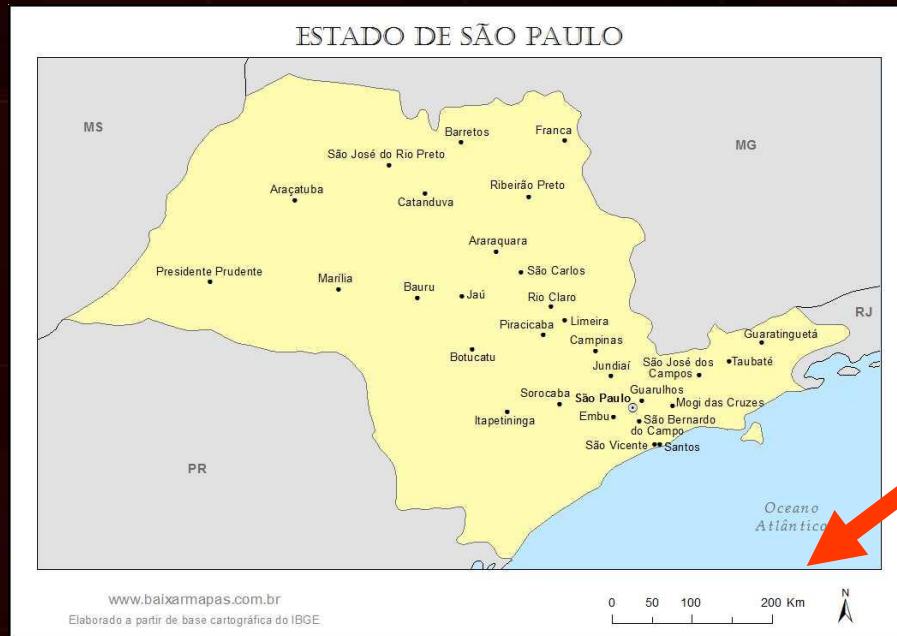 ESTADO DE SÃO PAULO
MS
MG
Barretos
Franca
São José do Rio Preto
Araçatuba
Catanduva
Ribeirão Preto
Araraquara
São Carlos
Presidente Prudente
Marília
Bauru
Jaú
Rio Claro
RJ
Piracicaba
Limeira
Guaratinguetá
Campinas
Botucatu
Jundiaí
São José dos
Campos
Taubaté
Sorocaba
São Paulo
Guarulhos
Mogi das Cruzes
Itapetininga
Embu
São Bernardo
do Campo
São Vicente
Santos
PR
Oceano
Atlântico
www.baixarmapas.com.br
Elaborado a partir de base cartográfica do IBGE
0 50 100 200 Km
N